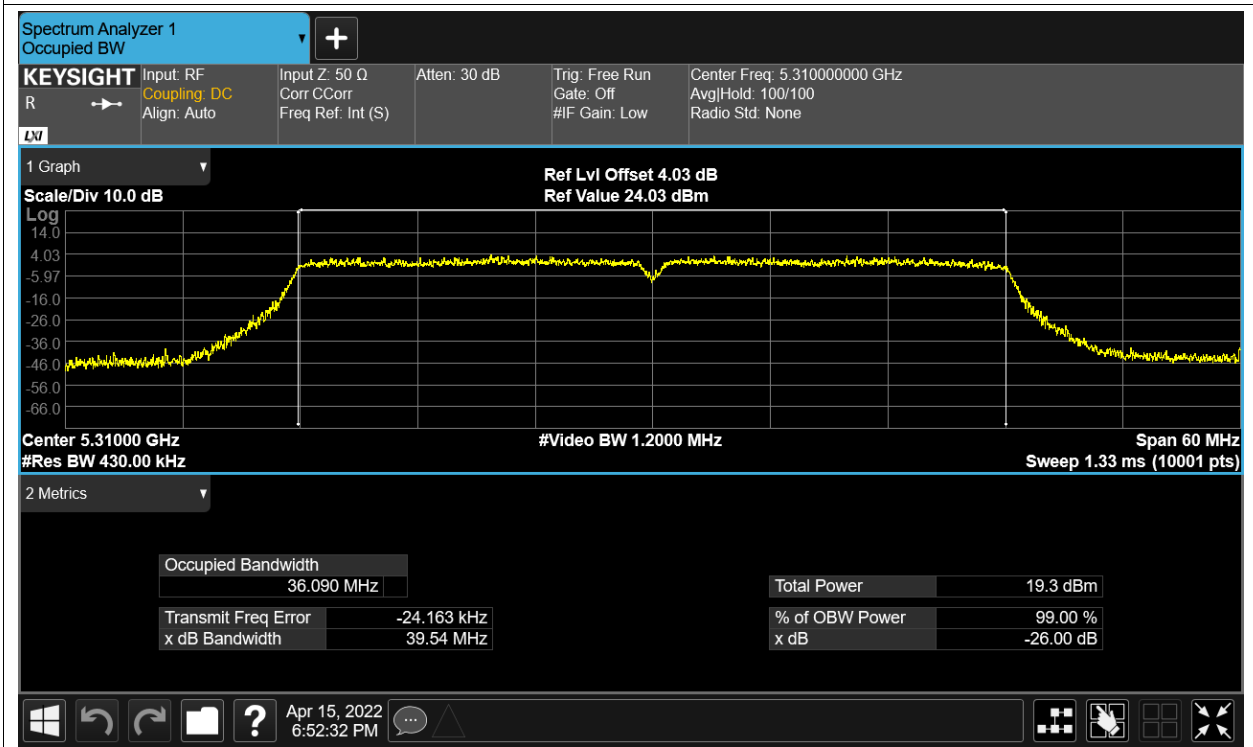 Spectrum Analyzer 1
Occupied BW
KEYSIGHT Input: RF Input Z: 50 Ω Atten: 30 dB Trig: Free Run Center Freq: 5.310000000 GHz
R Coupling: DC Corr CCorr Gate: Off Avg|Hold: 100/100
Align: Auto Freq Ref: Int (S) #IF Gain: Low Radio Std: None
LXI
1 Graph
Ref Lvl Offset 4.03 dB
Scale/Div 10.0 dB Ref Value 24.03 dBm
Log
14.0
4.03
-5.97
-16.0
-26.0
-36.0
-46.0
-56.0
-66.0
Center 5.31000 GHz #Video BW 1.2000 MHz Span 60 MHz
#Res BW 430.00 kHz Sweep 1.33 ms (10001 pts)
2 Metrics
Occupied Bandwidth
36.090 MHz Total Power 19.3 dBm
Transmit Freq Error -24.163 kHz % of OBW Power 99.00 %
x dB Bandwidth 39.54 MHz x dB -26.00 dB
? Apr 15, 2022
6:52:32 PM